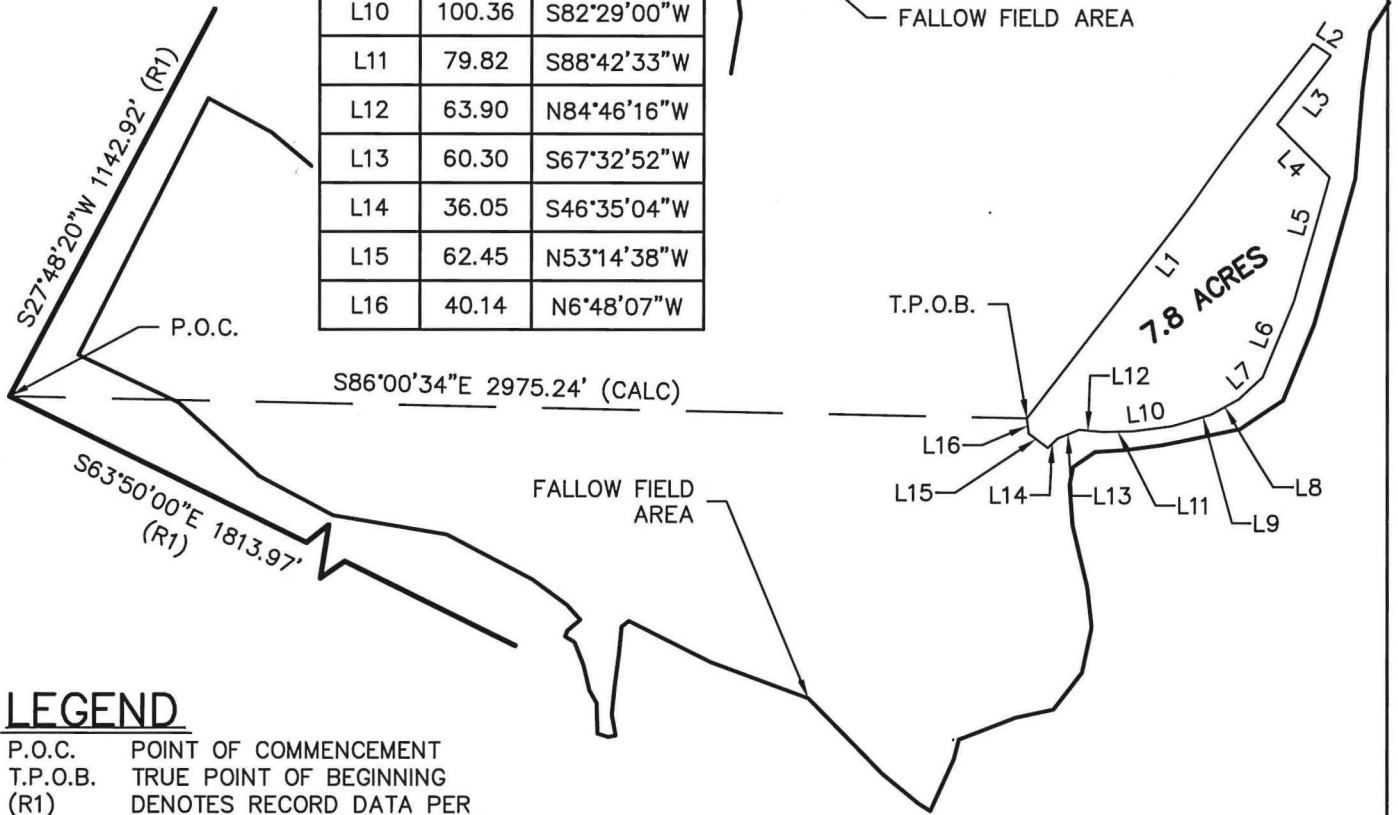 L10 100.36 S82°29'00"W
L11 79.82 S88°42'33"W
L12 63.90 N84°46'16"W
L13 60.30 S67°32'52"W
L14 36.05 S46°35'04"W
L15 62.45 N53°14'38"W
L16 40.14 N6°48'07"W
FALLOW FIELD AREA
S27°48'20"W 1142.92' (R1)
P.O.C.
S86°00'34"E 2975.24' (CALC)
S63°50'00"E 1813.97'
(R1)
FALLOW FIELD
AREA
T.P.O.B.
L1
L2
L3
L4
L5
7.8 ACRES
L6
L7
L12
L10
L16
L15
L14
L13
L11
L9
L8
LEGEND
P.O.C. POINT OF COMMENCEMENT
T.P.O.B. TRUE POINT OF BEGINNING
(R1) DENOTES RECORD DATA PER